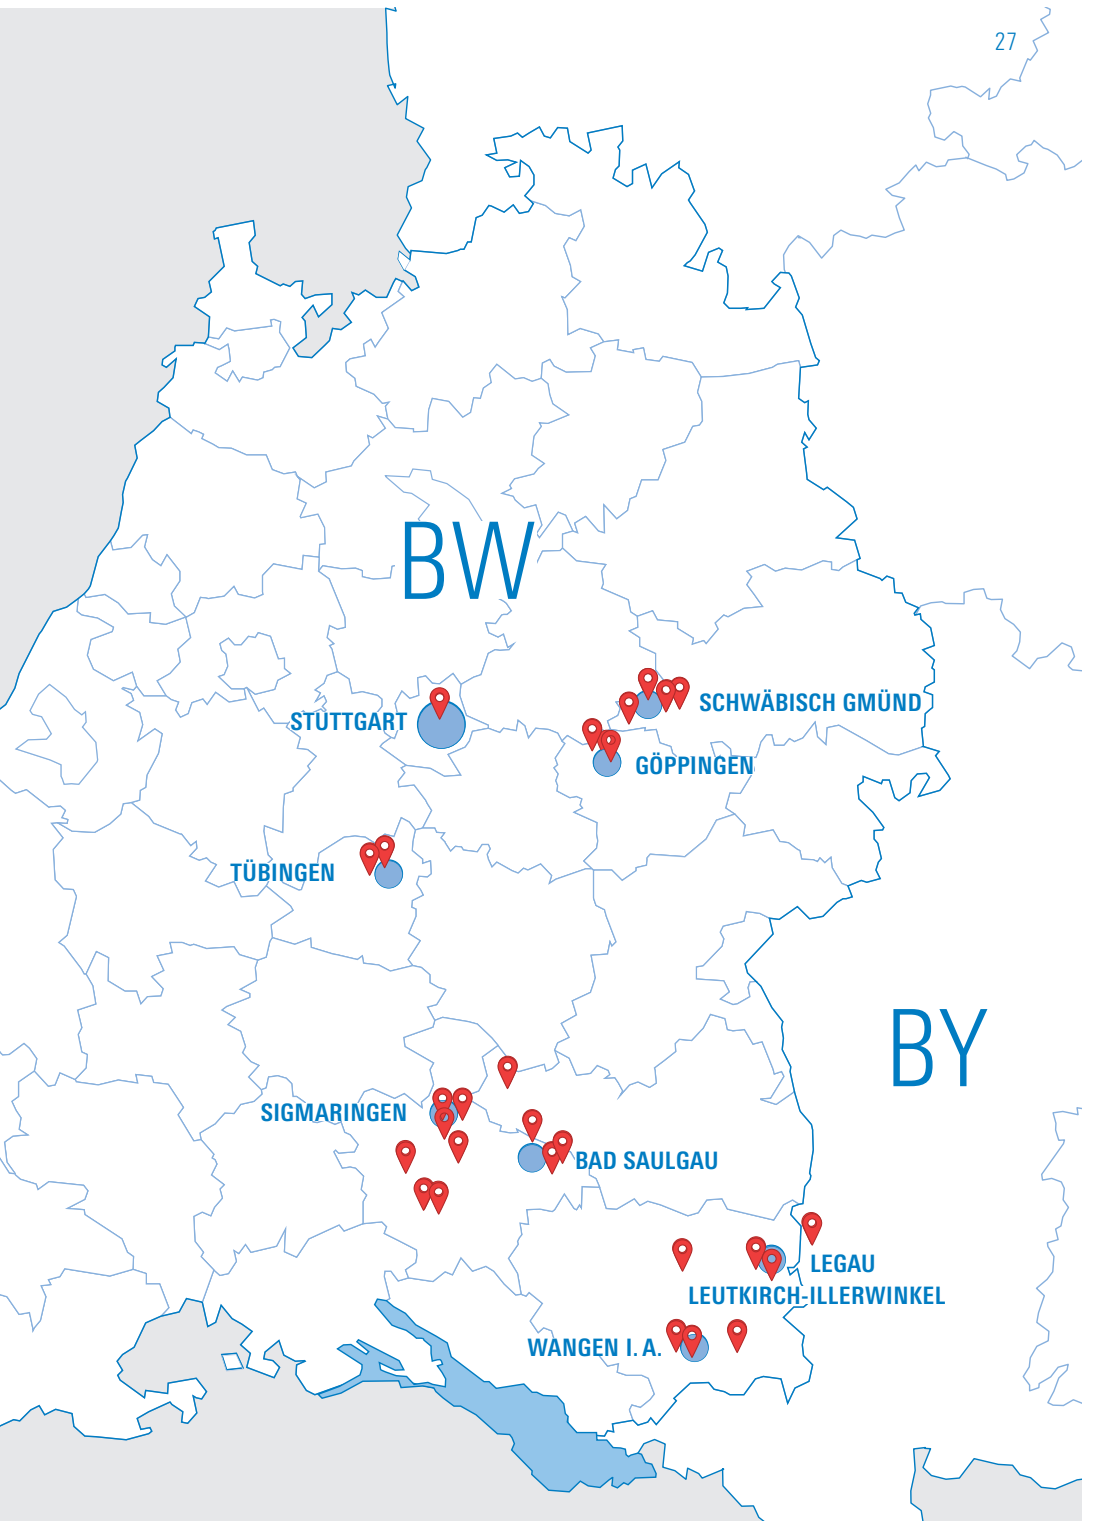 27
BW
SCHWÄBISCH GMÜND
STUTTGART
GÖPPINGEN
TÜBINGEN
BY
SIGMARINGEN
BAD SAULGAU
LEGAU
LEUTKIRCH-ILLERWINKEL
WANGEN I. A.